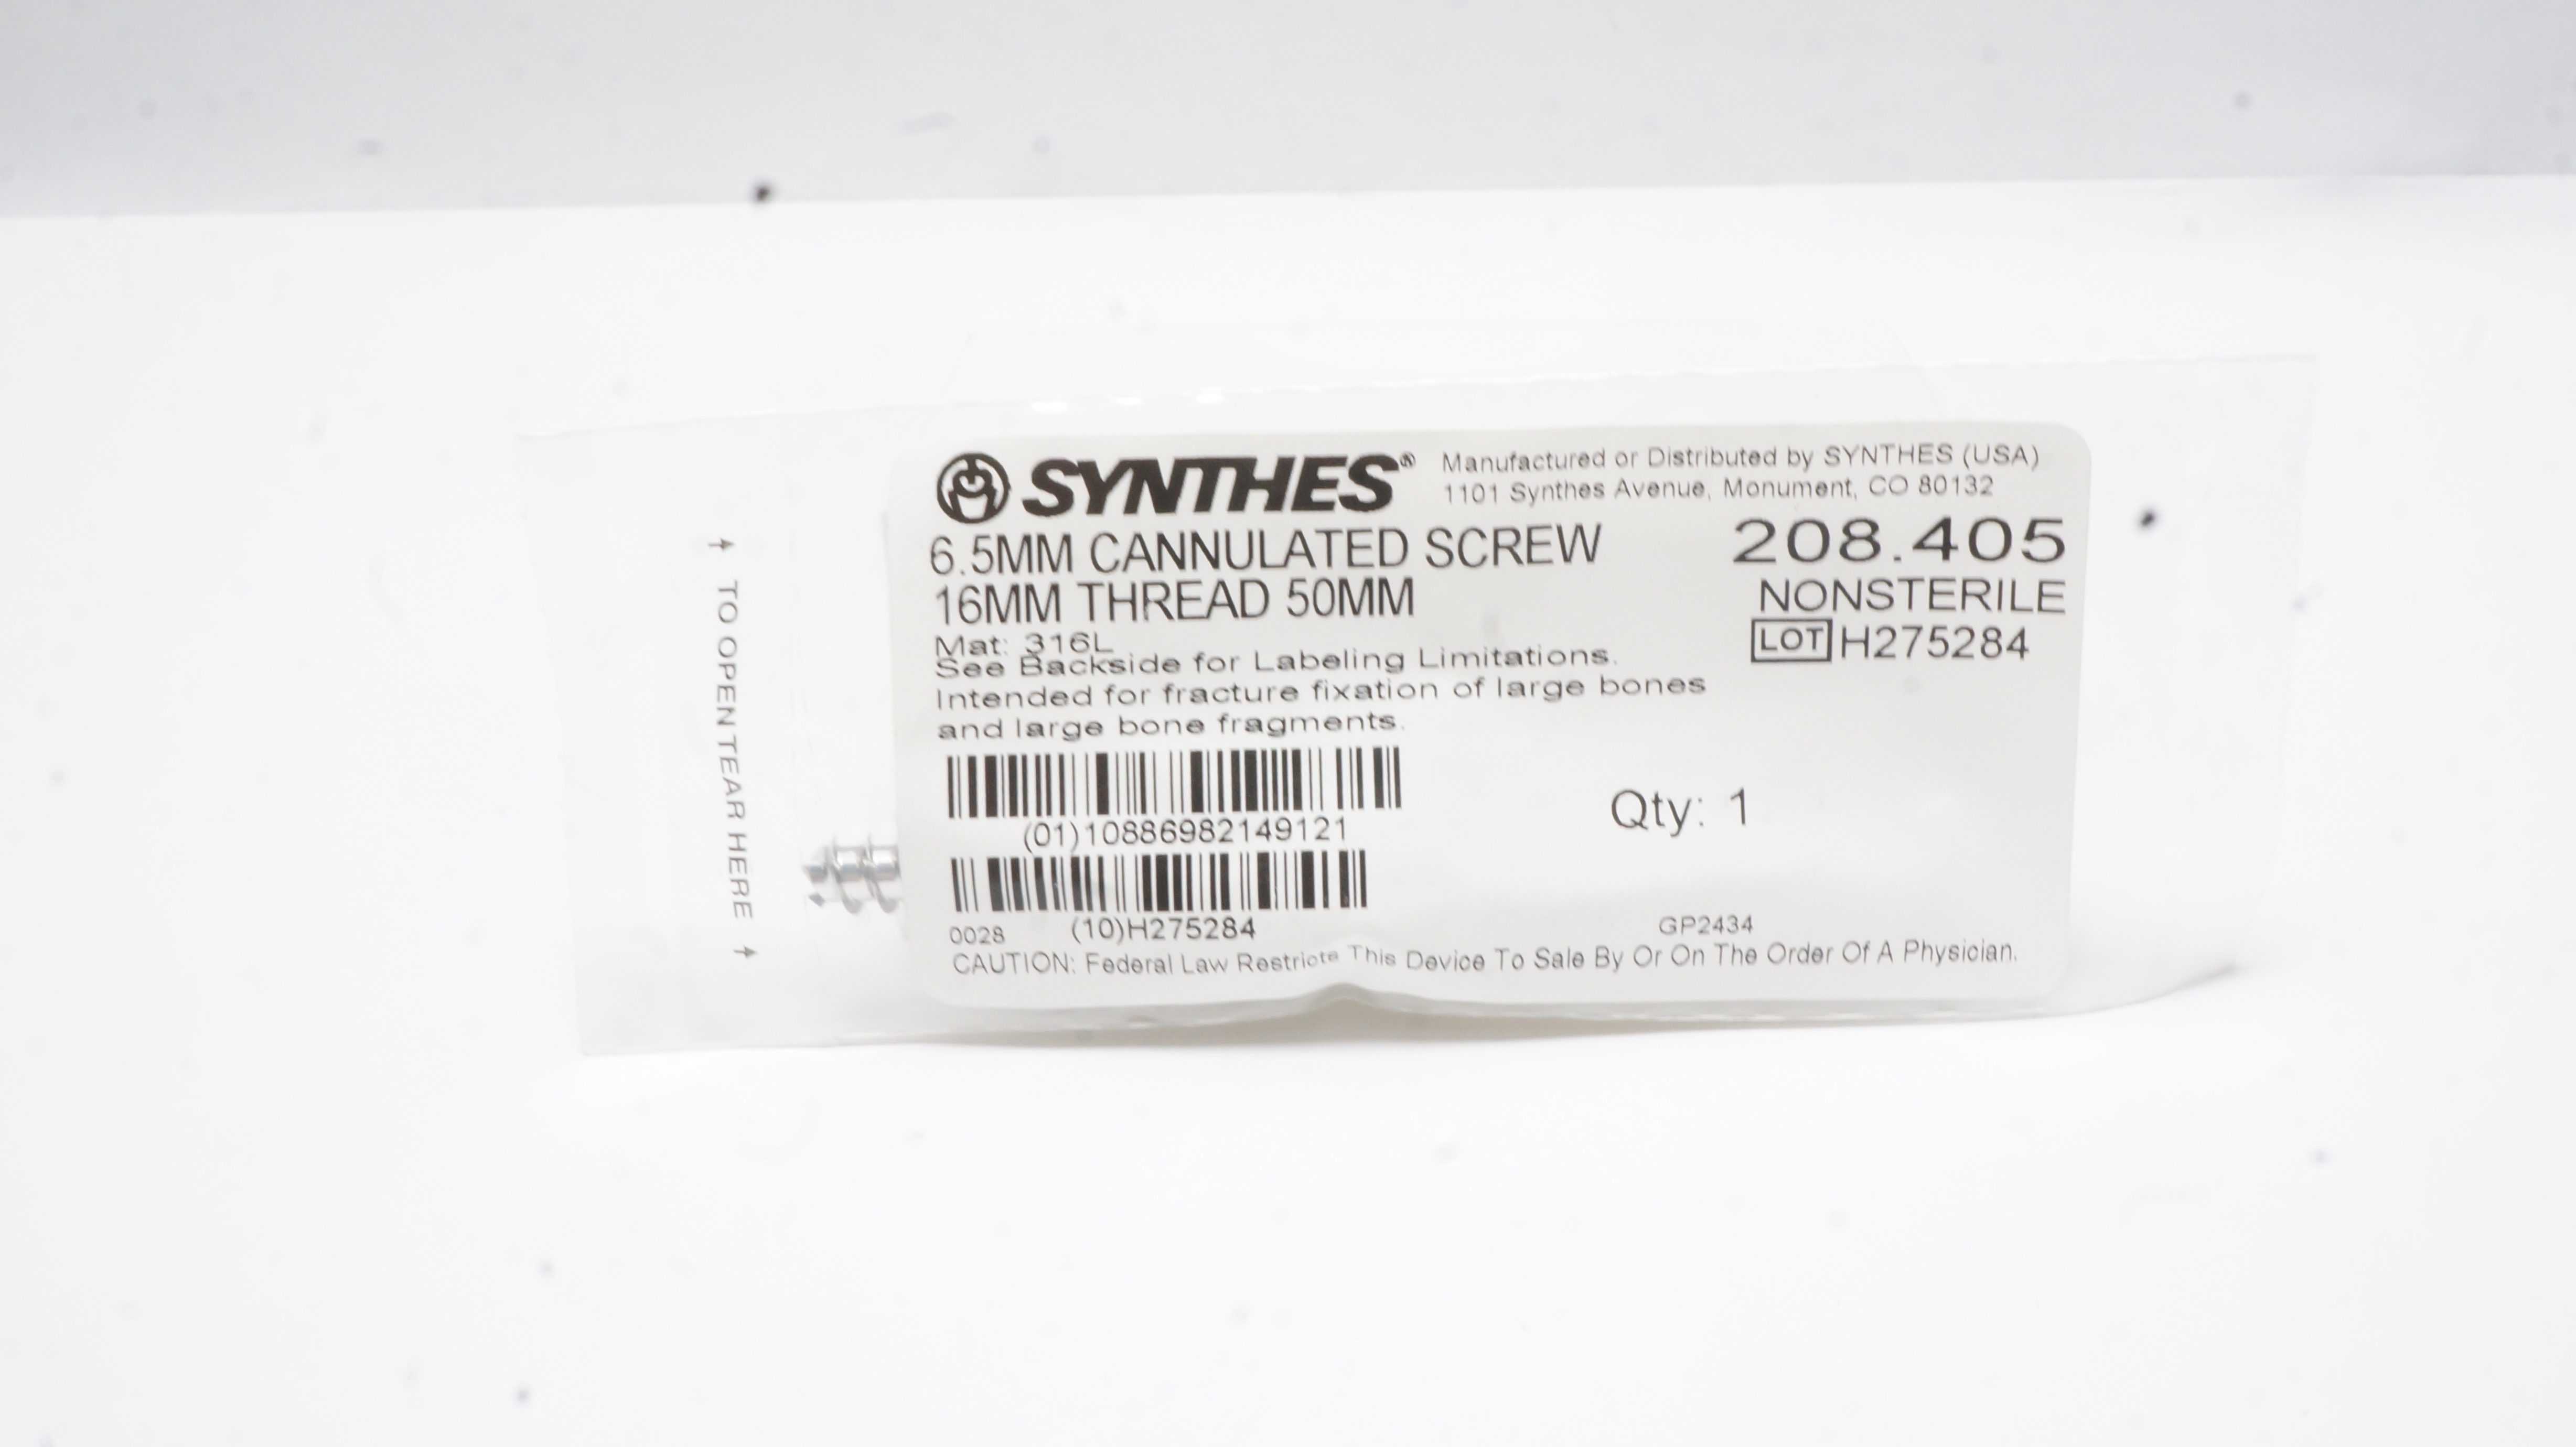 SYNTHES®
Manufactured or Distributed by SYNTHES (USA)
1101 Synthes Avenue, Monument, CO 80132
6.5MM CANNULATED SCREW
16MM THREAD 50MM
208.405
NONSTERILE
LOT H275284
Mat: 316L
See Backside for Labeling Limitations.
Intended for fracture fixation of large bones
and large bone fragments.
(01)10886982149121
Qty: 1
0028 (10)H275284
GP2434
CAUTION: Federal Law Restricts This Device To Sale By Or On The Order Of A Physician.
TO OPEN TEAR HERE